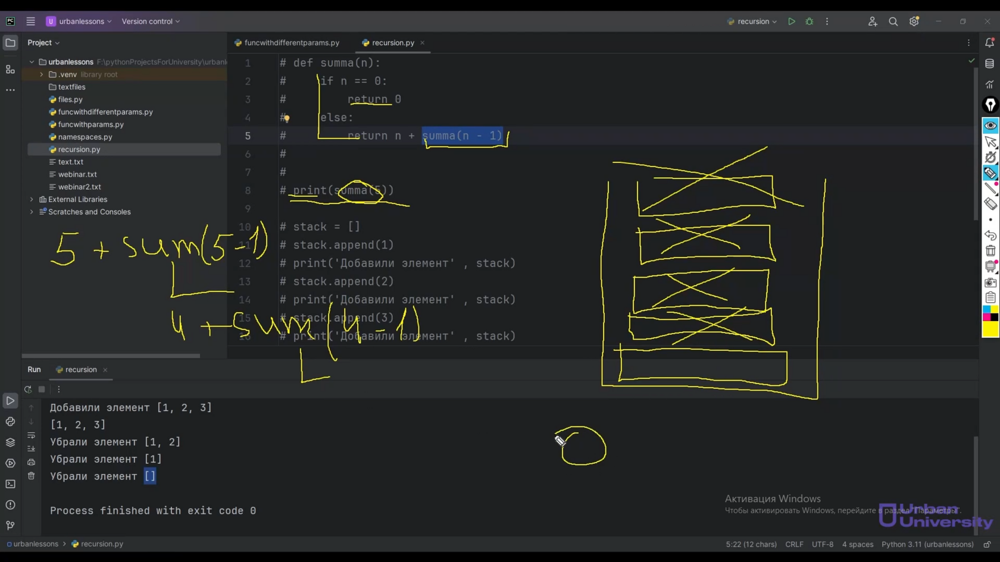 PC
U urbanlessons
Version control
recursion
Project
funcwithdifferentparams.py
recursion.py
urbanlessons F:\pythonProjectsForUniversity\urbanl
.venv library root
textfiles
files.py
funcwithdifferentparams.py
funcwithparams.py
namespaces.py
recursion.py
text.txt
webinar.txt
webinar2.txt
External Libraries
Scratches and Consoles
1 # def summa(n):
2 # if n == 0:
3 # return 0
4 # else:
5 # return n + summa(n - 1)
6 #
7 #
8 # print(summa(5))
9
10 # stack = []
11 # stack.append(1)
12 # print('Добавили элемент' , stack)
13 # stack.append(2)
14 # print('Добавили элемент' , stack)
15 # stack.append(3)
16 # print('Добавили элемент' , stack)
5 + sum(5-1)
4 + sum(4-1)
Run
recursion
Добавили элемент [1, 2, 3]
[1, 2, 3]
Убрали элемент [1, 2]
Убрали элемент [1]
Убрали элемент []
Process finished with exit code 0
Активация Windows
Чтобы активировать Windows, перейдите в раздел "Параметры".
Urban
University
urbanlessons
recursion.py
5:22 (12 chars)
CRLF
UTF-8
4 spaces
Python 3.11 (urbanlessons)